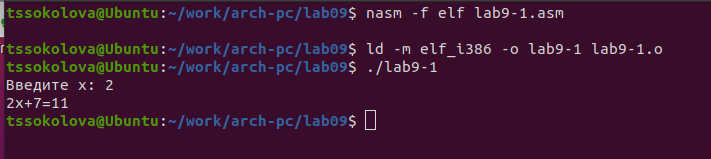 tssokolova@Ubuntu:~/work/arch-pc/lab09$ nasm -f elf lab9-1.asm
tssokolova@Ubuntu:~/work/arch-pc/lab09$ ld -m elf_i386 -o lab9-1 lab9-1.o
tssokolova@Ubuntu:~/work/arch-pc/lab09$ ./lab9-1
Введите x: 2
2x+7=11
tssokolova@Ubuntu:~/work/arch-pc/lab09$